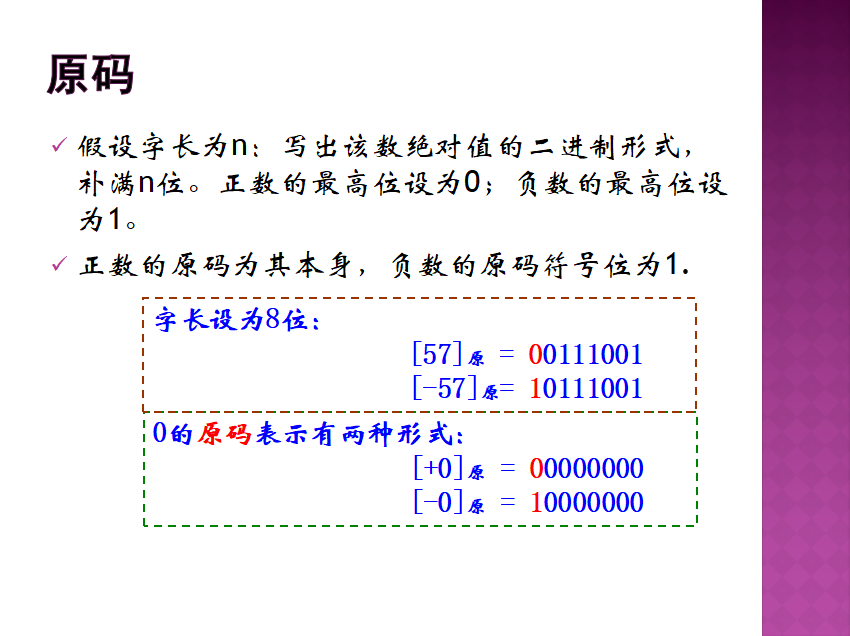 原码
假设字长为n：写出该数绝对值的二进制形式，
补满n位。正数的最高位设为0；负数的最高位设
为1。
正数的原码为其本身，负数的原码符号位为1.
字长设为8位：
[57]原 = 00111001
[-57]原= 10111001
0的原码表示有两种形式：
[+0]原 = 00000000
[-0]原 = 10000000